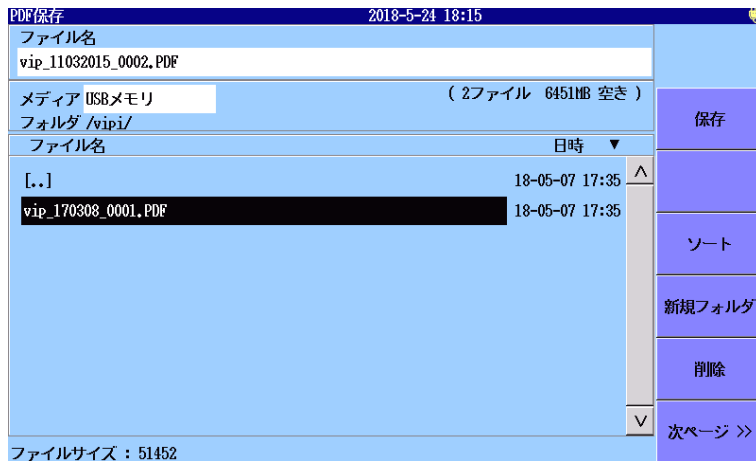 PDF保存 2018-5-24 18:15
ファイル名
vip_11032015_0002.PDF
メディア USBメモリ ( 2ファイル 6451MB 空き )
フォルダ /vipi/
ファイル名 日時 ▼
[..] 18-05-07 17:35
vip_170308_0001.PDF 18-05-07 17:35
ファイルサイズ : 51452
保存
ソート
新規フォルダ
削除
次ページ >>